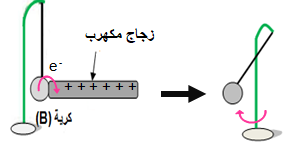 زجاج مكهرب
e-
+ + + + + +
كرية (B)